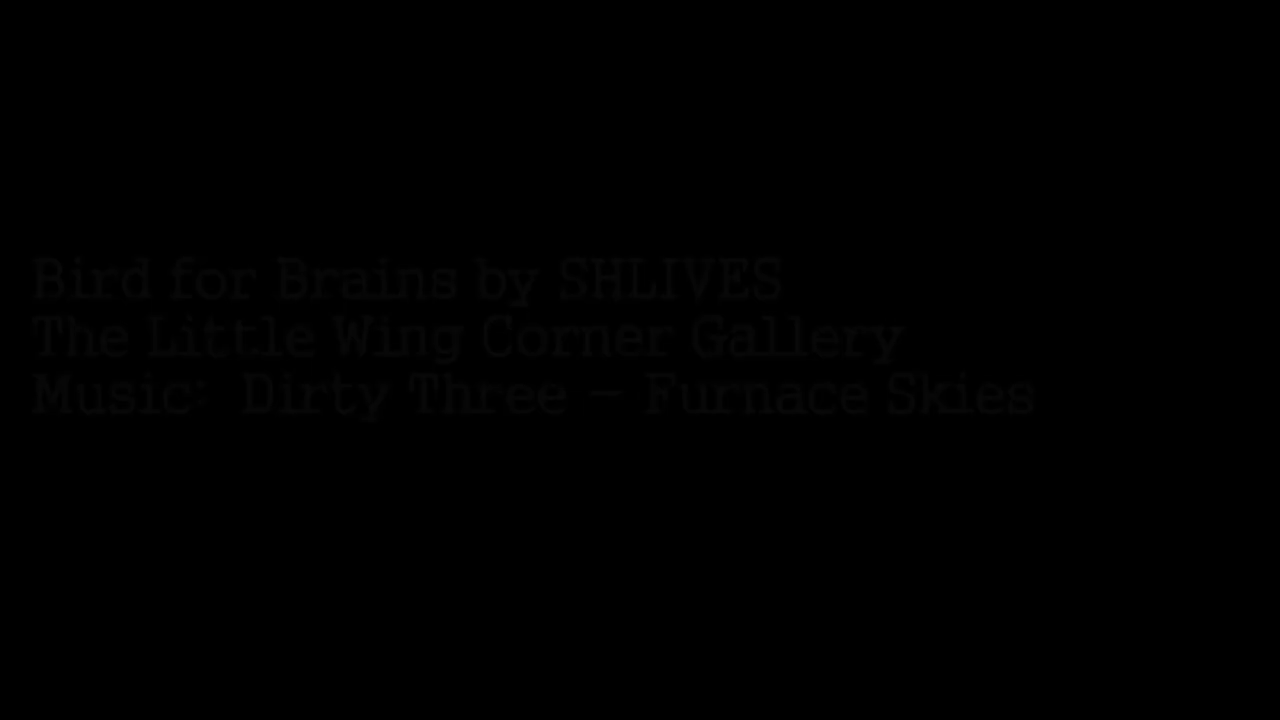 Bird for Brains by SHLIVES
The Little Wing Corner Gallery
Music:  Dirty Three - Furnace Skies